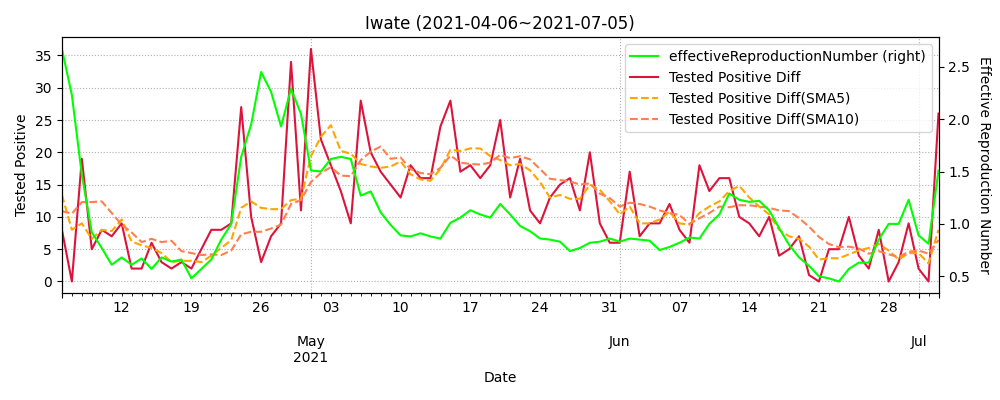 Iwate (2021-04-06~2021-07-05)
effectiveReproductionNumber (right)
Tested Positive Diff
Tested Positive Diff(SMA5)
Tested Positive Diff(SMA10)
Tested Positive
35
30
25
20
15
10
5
0
2.5
2.0
1.5
1.0
0.5
Effective Reproduction Number
12 19 26 03 10 17 24 31 07 14 21 28
May Jun Jul
2021
Date